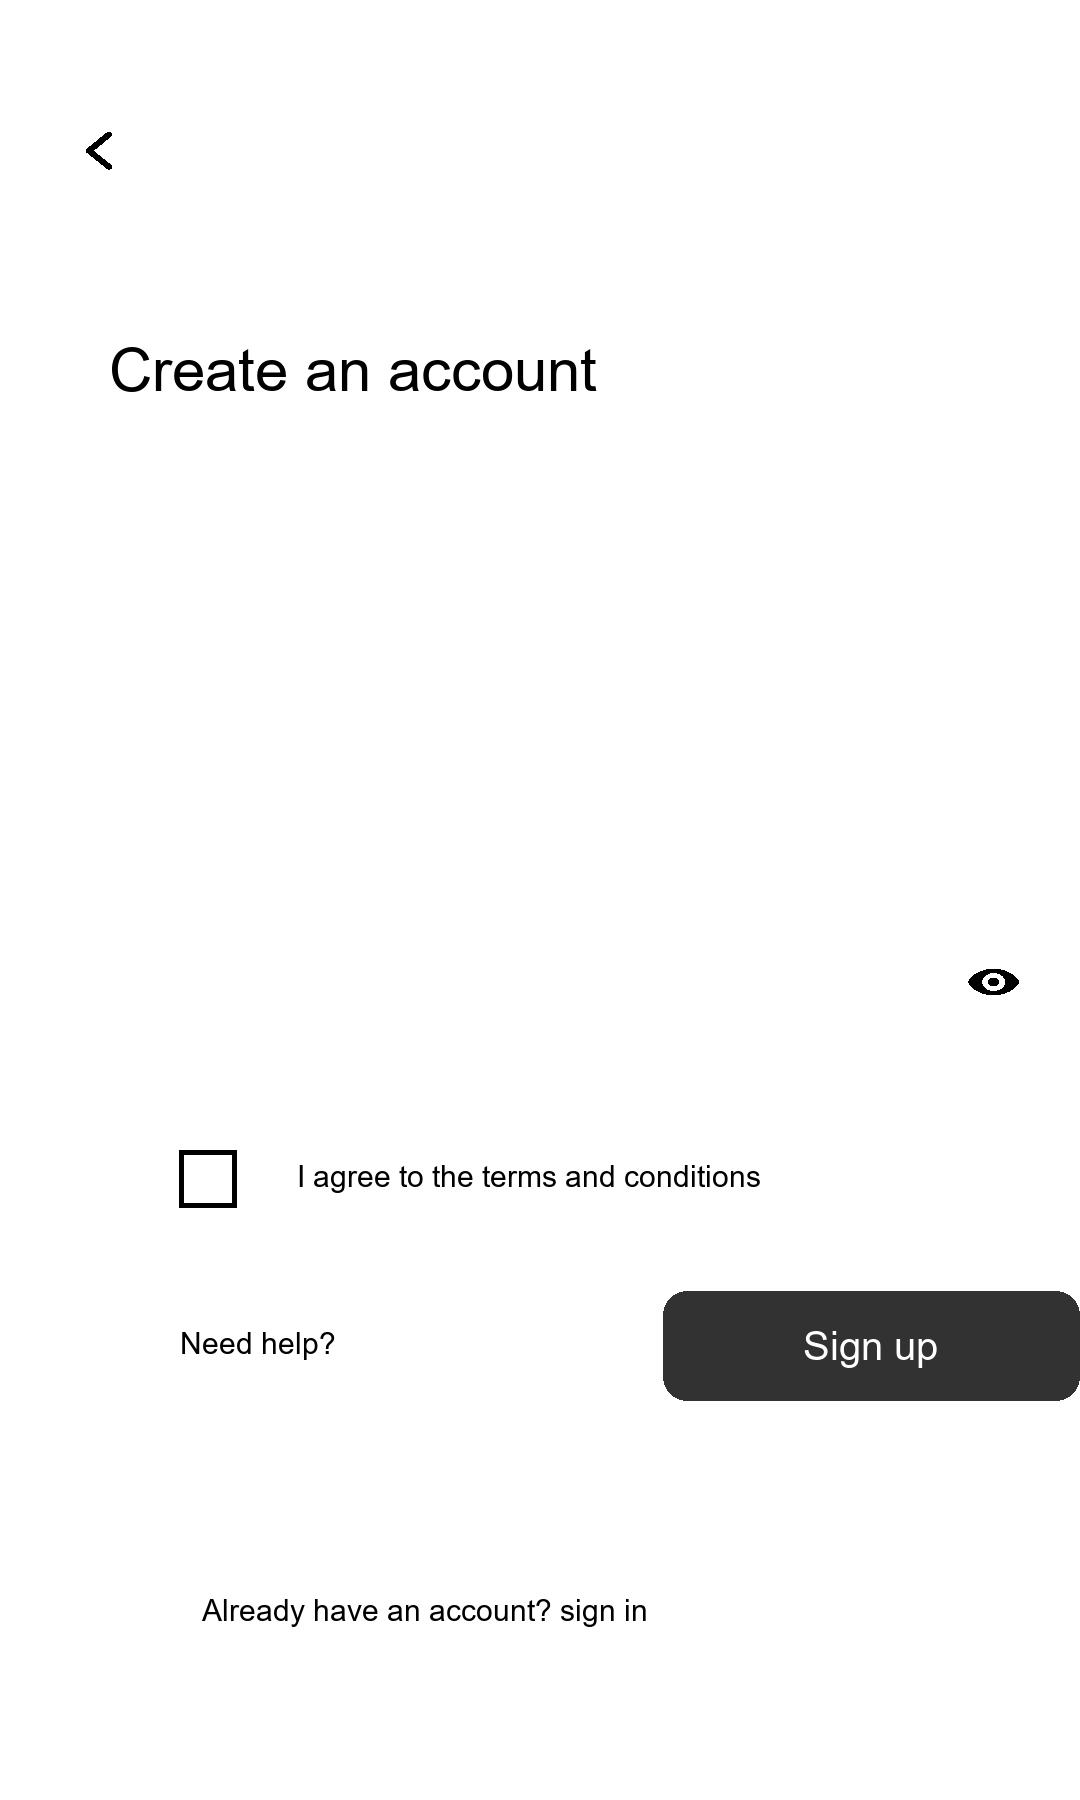 Create an account
I agree to the terms and conditions
Need help?
Sign up
Already have an account? sign in